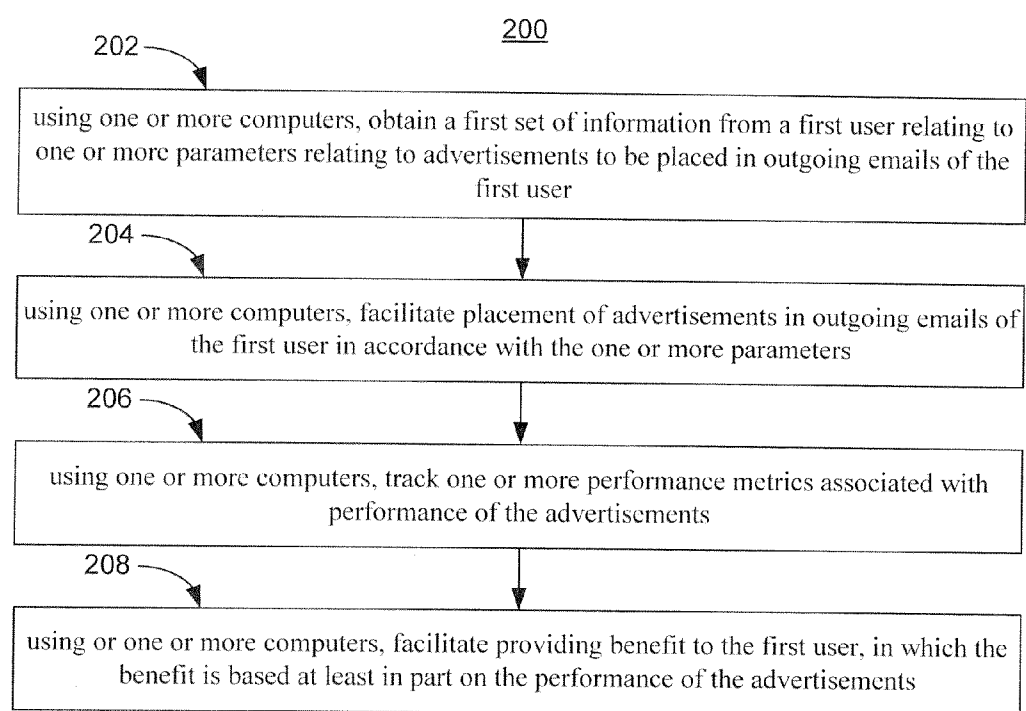 200
202
using one or more computers, obtain a first set of information from a first user relating to
one or more parameters relating to advertisements to be placed in outgoing emails of the
first user
204
using one or more computers, facilitate placement of advertisements in outgoing emails of
the first user in accordance with the one or more parameters
206
using one or more computers, track one or more performance metrics associated with
performance of the advertisements
208
using or one or more computers, facilitate providing benefit to the first user, in which the
benefit is based at least in part on the performance of the advertisements